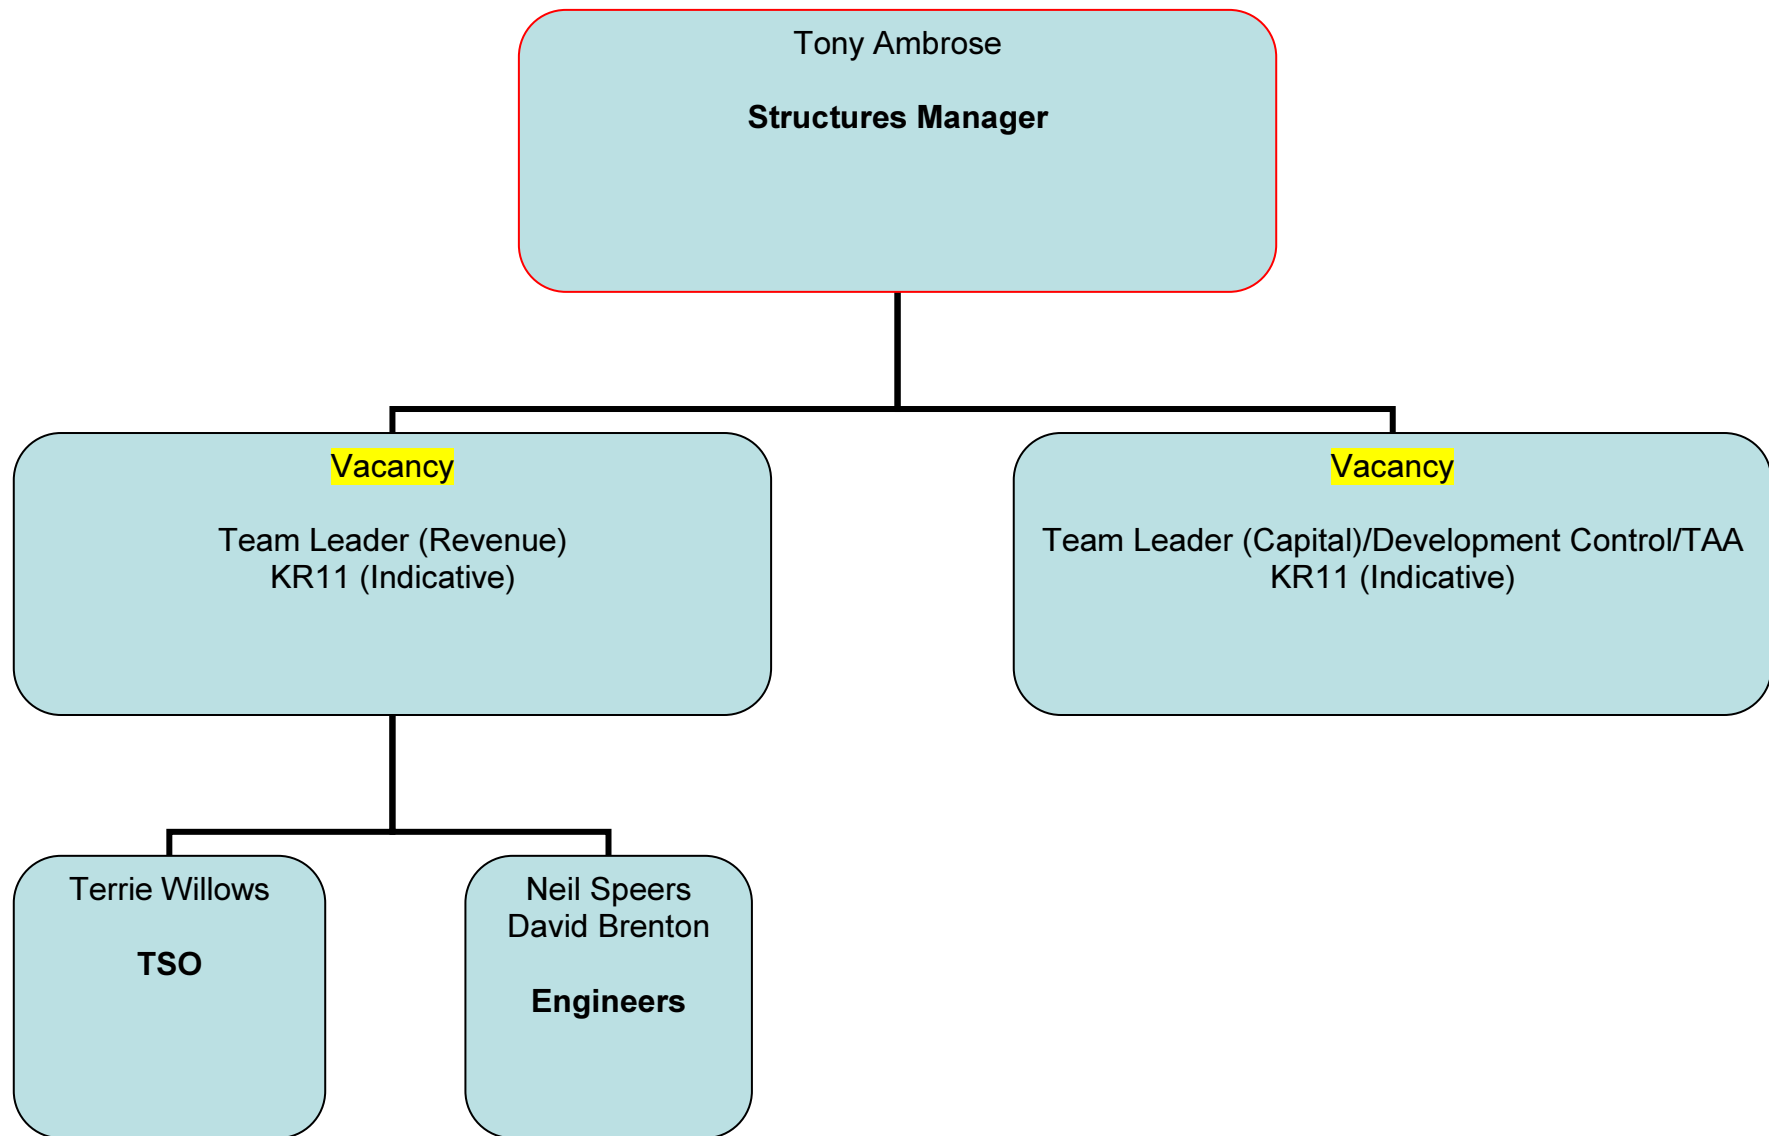 Tony Ambrose
Structures Manager
Vacancy
Team Leader (Revenue)
KR11 (Indicative)
Vacancy
Team Leader (Capital)/Development Control/TAA
KR11 (Indicative)
Terrie Willows
TSO
Neil Speers
David Brenton
Engineers